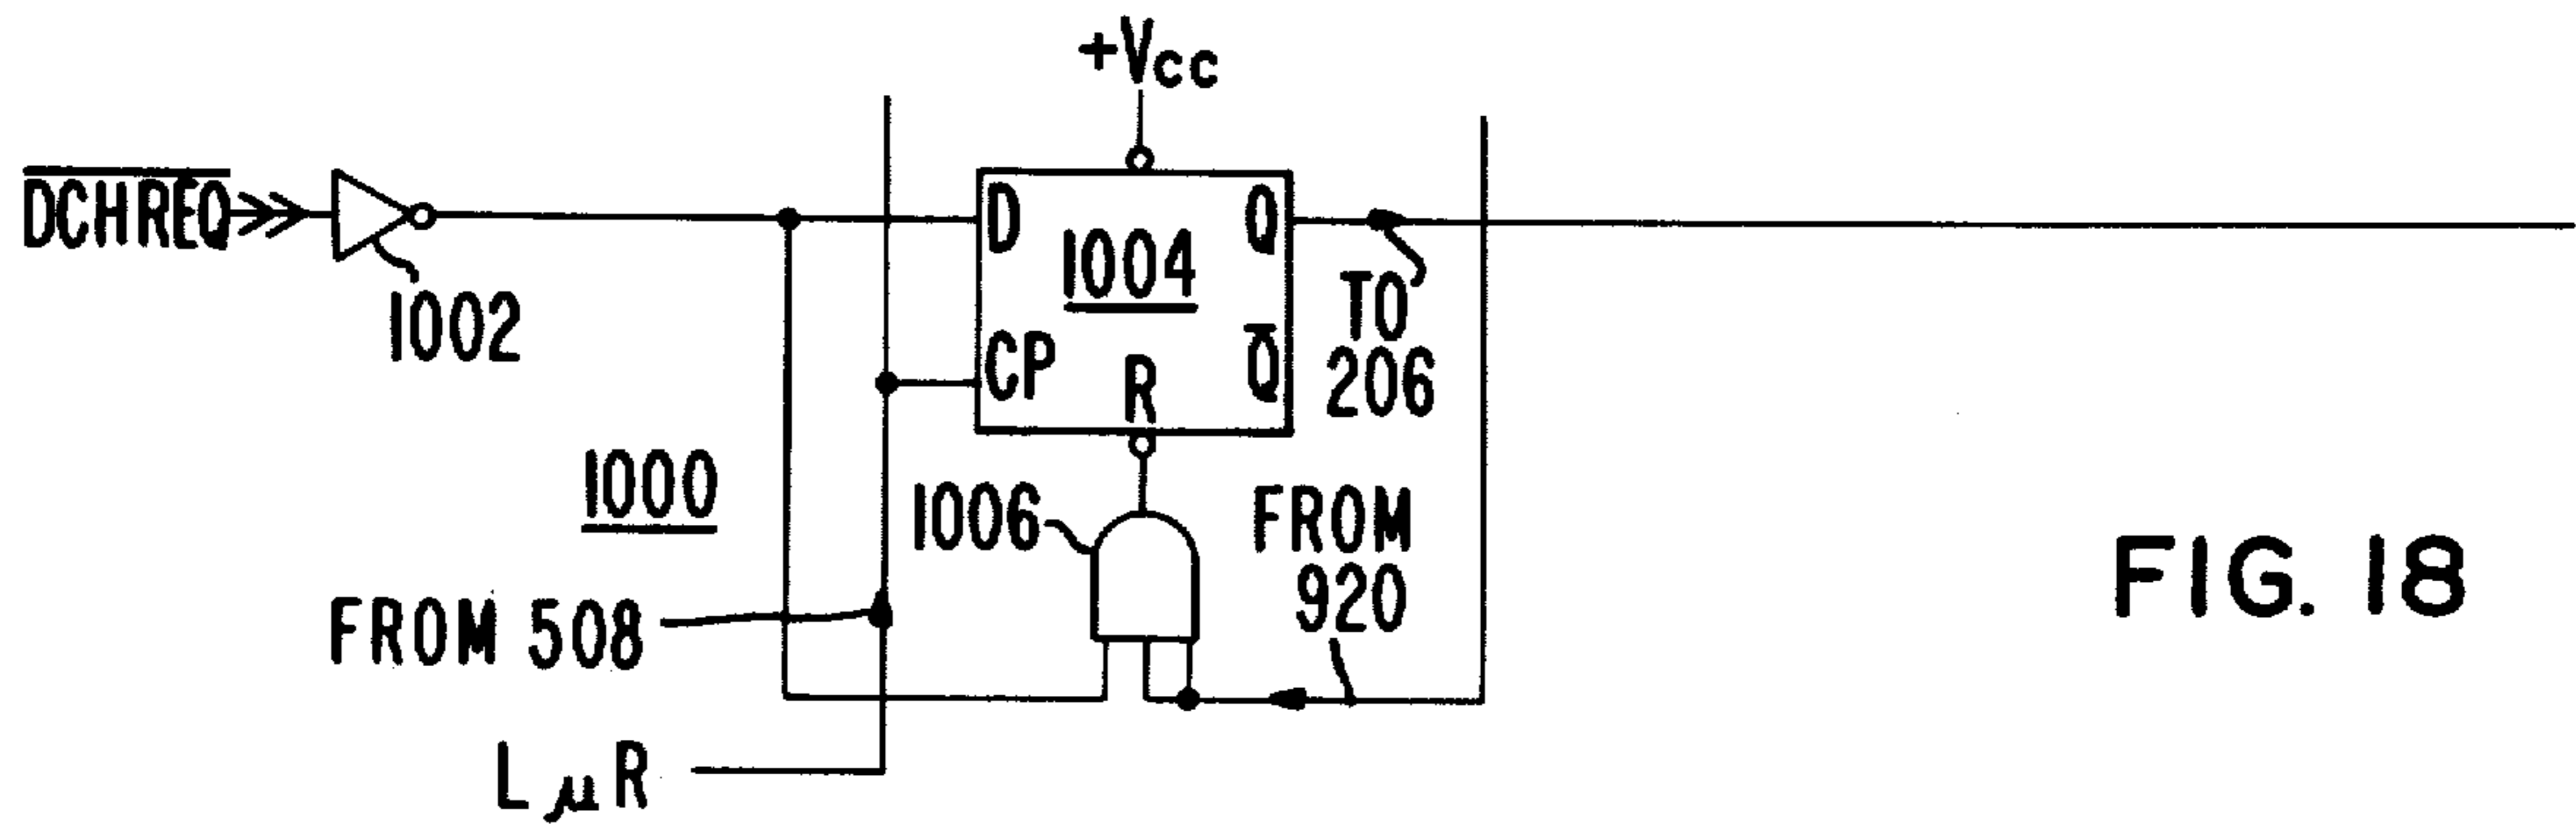 +Vcc
DCHREQ
D
Q
1004
1002
TO
206
CP
R
Q
1000
1006
FROM
920
FROM 508
LμR
FIG. 18